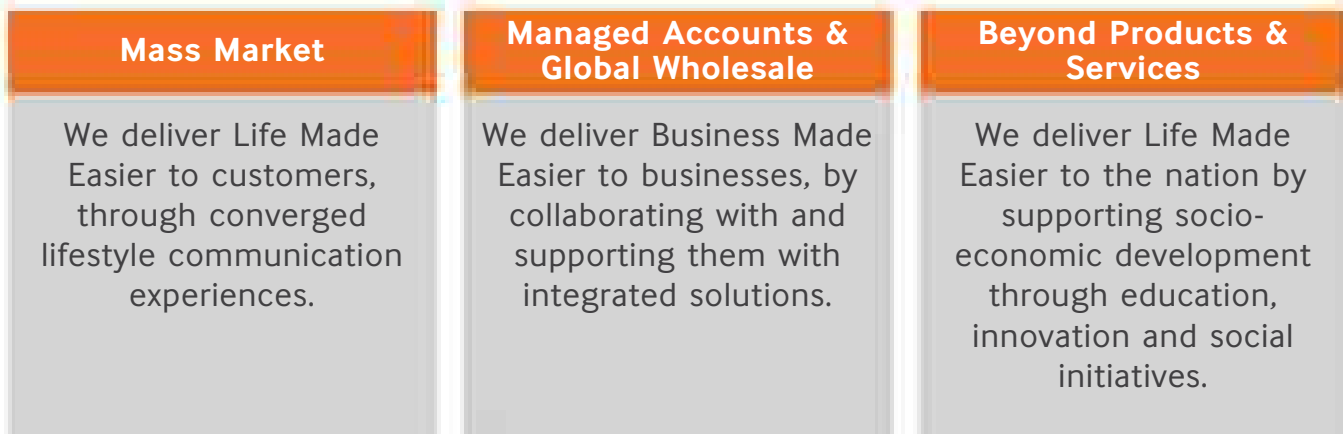 Mass Market
We deliver Life Made
Easier to customers,
through converged
lifestyle communication
experiences.
Managed Accounts &
Global Wholesale
We deliver Business Made
Easier to businesses, by
collaborating with and
supporting them with
integrated solutions.
Beyond Products &
Services
We deliver Life Made
Easier to the nation by
supporting socio-
economic development
through education,
innovation and social
initiatives.